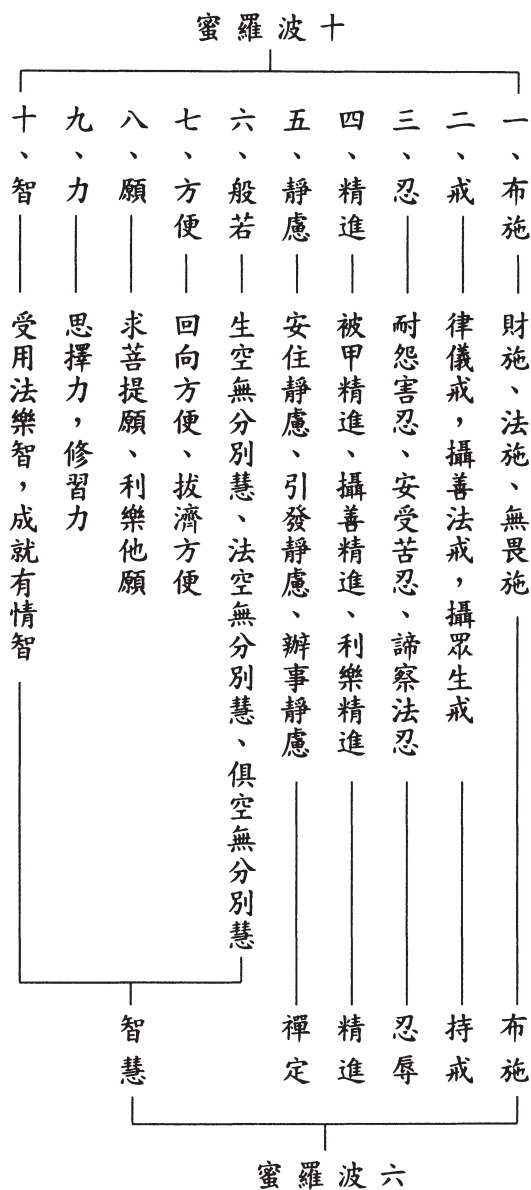 十波羅蜜
一、布施——財施、法施、無畏施——布施
二、戒——律儀戒，攝善法戒，攝眾生戒——持戒
三、忍——耐怨害忍、安受苦忍、諦察法忍——忍辱
四、精進——被甲精進、攝善精進、利樂精進——精進
五、靜慮——安住靜慮、引發靜慮、辦事靜慮——禪定
六、般若——生空無分別慧、法空無分別慧、俱空無分別慧
七、方便——回向方便、拔濟方便
八、願——求菩提願、利樂他願
九、力——思擇力，修習力
十、智——受用法樂智，成就有情智
智慧
六波羅蜜